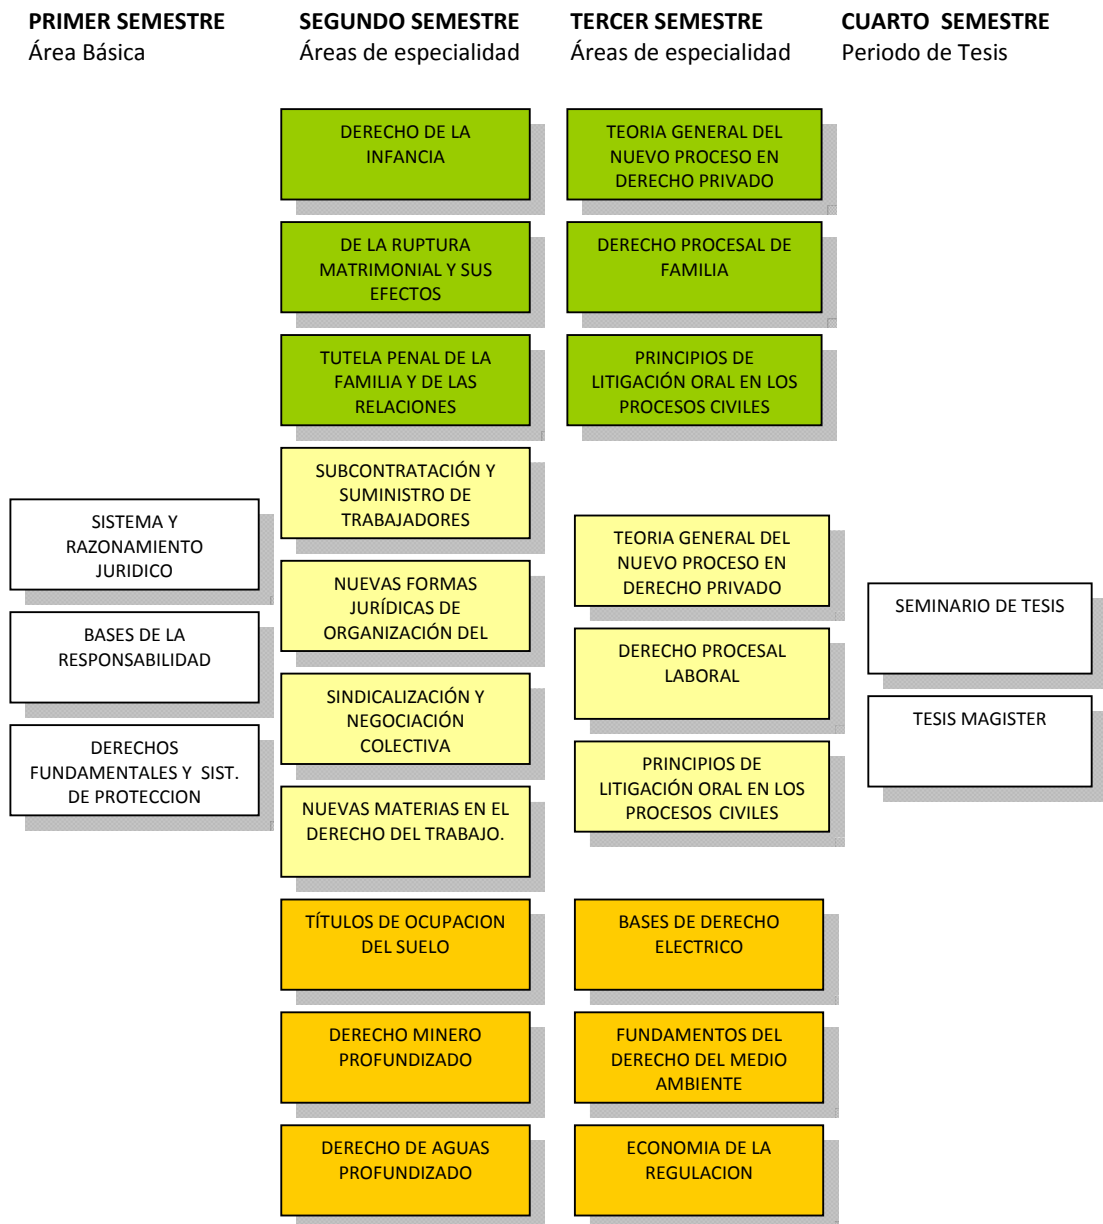 PRIMER SEMESTRE
Área Básica
SEGUNDO SEMESTRE
Áreas de especialidad
TERCER SEMESTRE
Áreas de especialidad
CUARTO SEMESTRE
Periodo de Tesis
SISTEMA Y
RAZONAMIENTO
JURIDICO
BASES DE LA
RESPONSABILIDAD
DERECHOS
FUNDAMENTALES Y SIST.
DE PROTECCION
DERECHO DE LA
INFANCIA
DE LA RUPTURA
MATRIMONIAL Y SUS
EFECTOS
TUTELA PENAL DE LA
FAMILIA Y DE LAS
RELACIONES
SUBCONTRATACIÓN Y
SUMINISTRO DE
TRABAJADORES
NUEVAS FORMAS
JURÍDICAS DE
ORGANIZACIÓN DEL
SINDICALIZACIÓN Y
NEGOCIACIÓN
COLECTIVA
NUEVAS MATERIAS EN EL
DERECHO DEL TRABAJO.
TÍTULOS DE OCUPACION
DEL SUELO
DERECHO MINERO
PROFUNDIZADO
DERECHO DE AGUAS
PROFUNDIZADO
TEORIA GENERAL DEL
NUEVO PROCESO EN
DERECHO PRIVADO
DERECHO PROCESAL DE
FAMILIA
PRINCIPIOS DE
LITIGACIÓN ORAL EN LOS
PROCESOS CIVILES
TEORIA GENERAL DEL
NUEVO PROCESO EN
DERECHO PRIVADO
DERECHO PROCESAL
LABORAL
PRINCIPIOS DE
LITIGACIÓN ORAL EN LOS
PROCESOS CIVILES
BASES DE DERECHO
ELECTRICO
FUNDAMENTOS DEL
DERECHO DEL MEDIO
AMBIENTE
ECONOMIA DE LA
REGULACION
SEMINARIO DE TESIS
TESIS MAGISTER